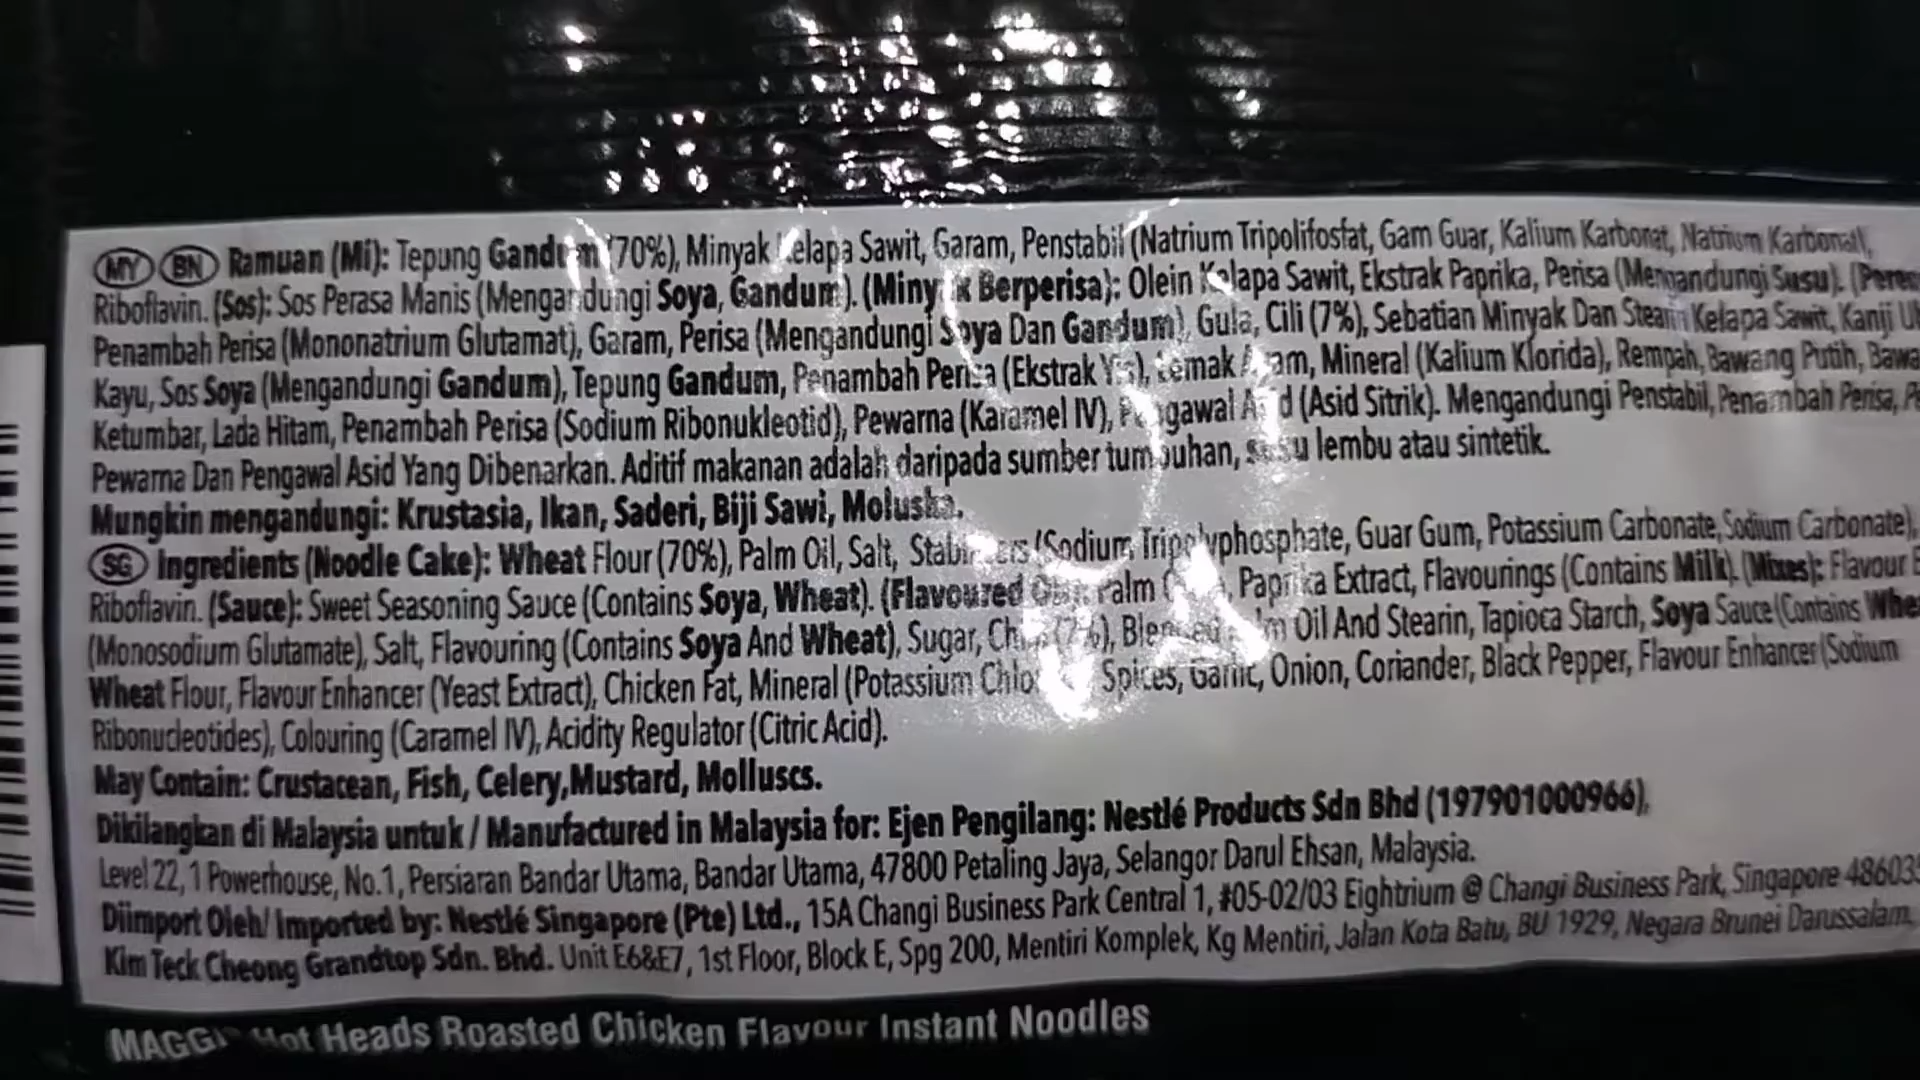 MY BN Ramuan (Mi): Tepung Gandum (70%), Minyak Kelapa Sawit, Garam, Penstabil (Natrium Tripolifosfat, Gam Guar, Kalium Karbonat, Natrium Karbonat),
Riboflavin. (Sos): Sos Perasa Manis (Mengandungi Soya, Gandum). (Minyak Berperisa): Olein Kelapa Sawit, Ekstrak Paprika, Perisa (Mengandungi Susu).
Penambah Perisa (Mononatrium Glutamat), Garam, Perisa (Mengandungi Soya Dan Gandum), Gula, Cili (7%), Sebatian Minyak Dan Stearin Kelapa Sawit, Kanji
Kayu, Sos Soya (Mengandungi Gandum), Tepung Gandum, Penambah Perisa (Ekstrak Yis), Lemak Ayam, Mineral (Kalium Klorida), Rempah, Bawang Putih,
Ketumbar, Lada Hitam, Penambah Perisa (Sodium Ribonukleotid), Pewarna (Karamel IV), Pengawal Asid (Asid Sitrik). Mengandungi Penstabil, Penambah Perisa,
Pewarna Dan Pengawal Asid Yang Dibenarkan. Aditif makanan adalah daripada sumber tumbuhan, susu lembu atau sintetik.
Mungkin mengandungi: Krustasia, Ikan, Saderi, Biji Sawi, Moluska.
SG Ingredients (Noodle Cake): Wheat Flour (70%), Palm Oil, Salt, Stabilizers (Sodium Tripolyphosphate, Guar Gum, Potassium Carbonate, Sodium Carbonate),
Riboflavin. (Sauce): Sweet Seasoning Sauce (Contains Soya, Wheat). (Flavoured Palm Paprika Extract, Flavourings (Contains Milk). (Mixes): Flavour
(Monosodium Glutamate), Salt, Flavouring (Contains Soya And Wheat), Sugar, (7%), Blended Palm Oil And Stearin, Tapioca Starch, Soya Sauce (Contains
Wheat Flour, Flavour Enhancer (Yeast Extract), Chicken Fat, Mineral (Potassium Spices, Garlic, Onion, Coriander, Black Pepper, Flavour Enhancer (Sodium
Ribonucleotides), Colouring (Caramel IV), Acidity Regulator (Citric Acid).
May Contain: Crustacean, Fish, Celery,Mustard, Molluscs.
Dikilangkan di Malaysia untuk / Manufactured in Malaysia for: Ejen Pengilang: Nestlé Products Sdn Bhd (197901000966),
Level 22, 1 Powerhouse, No.1, Persiaran Bandar Utama, Bandar Utama, 47800 Petaling Jaya, Selangor Darul Ehsan, Malaysia.
Diimport Oleh/ Imported by: Nestlé Singapore (Pte) Ltd., 15A Changi Business Park Central 1, #05-02/03 Eightrium @ Changi Business Park, Singapore
Kim Teck Cheong Grandtop Sdn. Bhd. Unit E6&E7, 1st Floor, Block E, Spg 200, Mentiri Komplek, Kg Mentiri, Jalan Kota Batu, BU 1929, Negara Brunei Darussalam.
MAGGI Hot Heads Roasted Chicken Flavour Instant Noodles